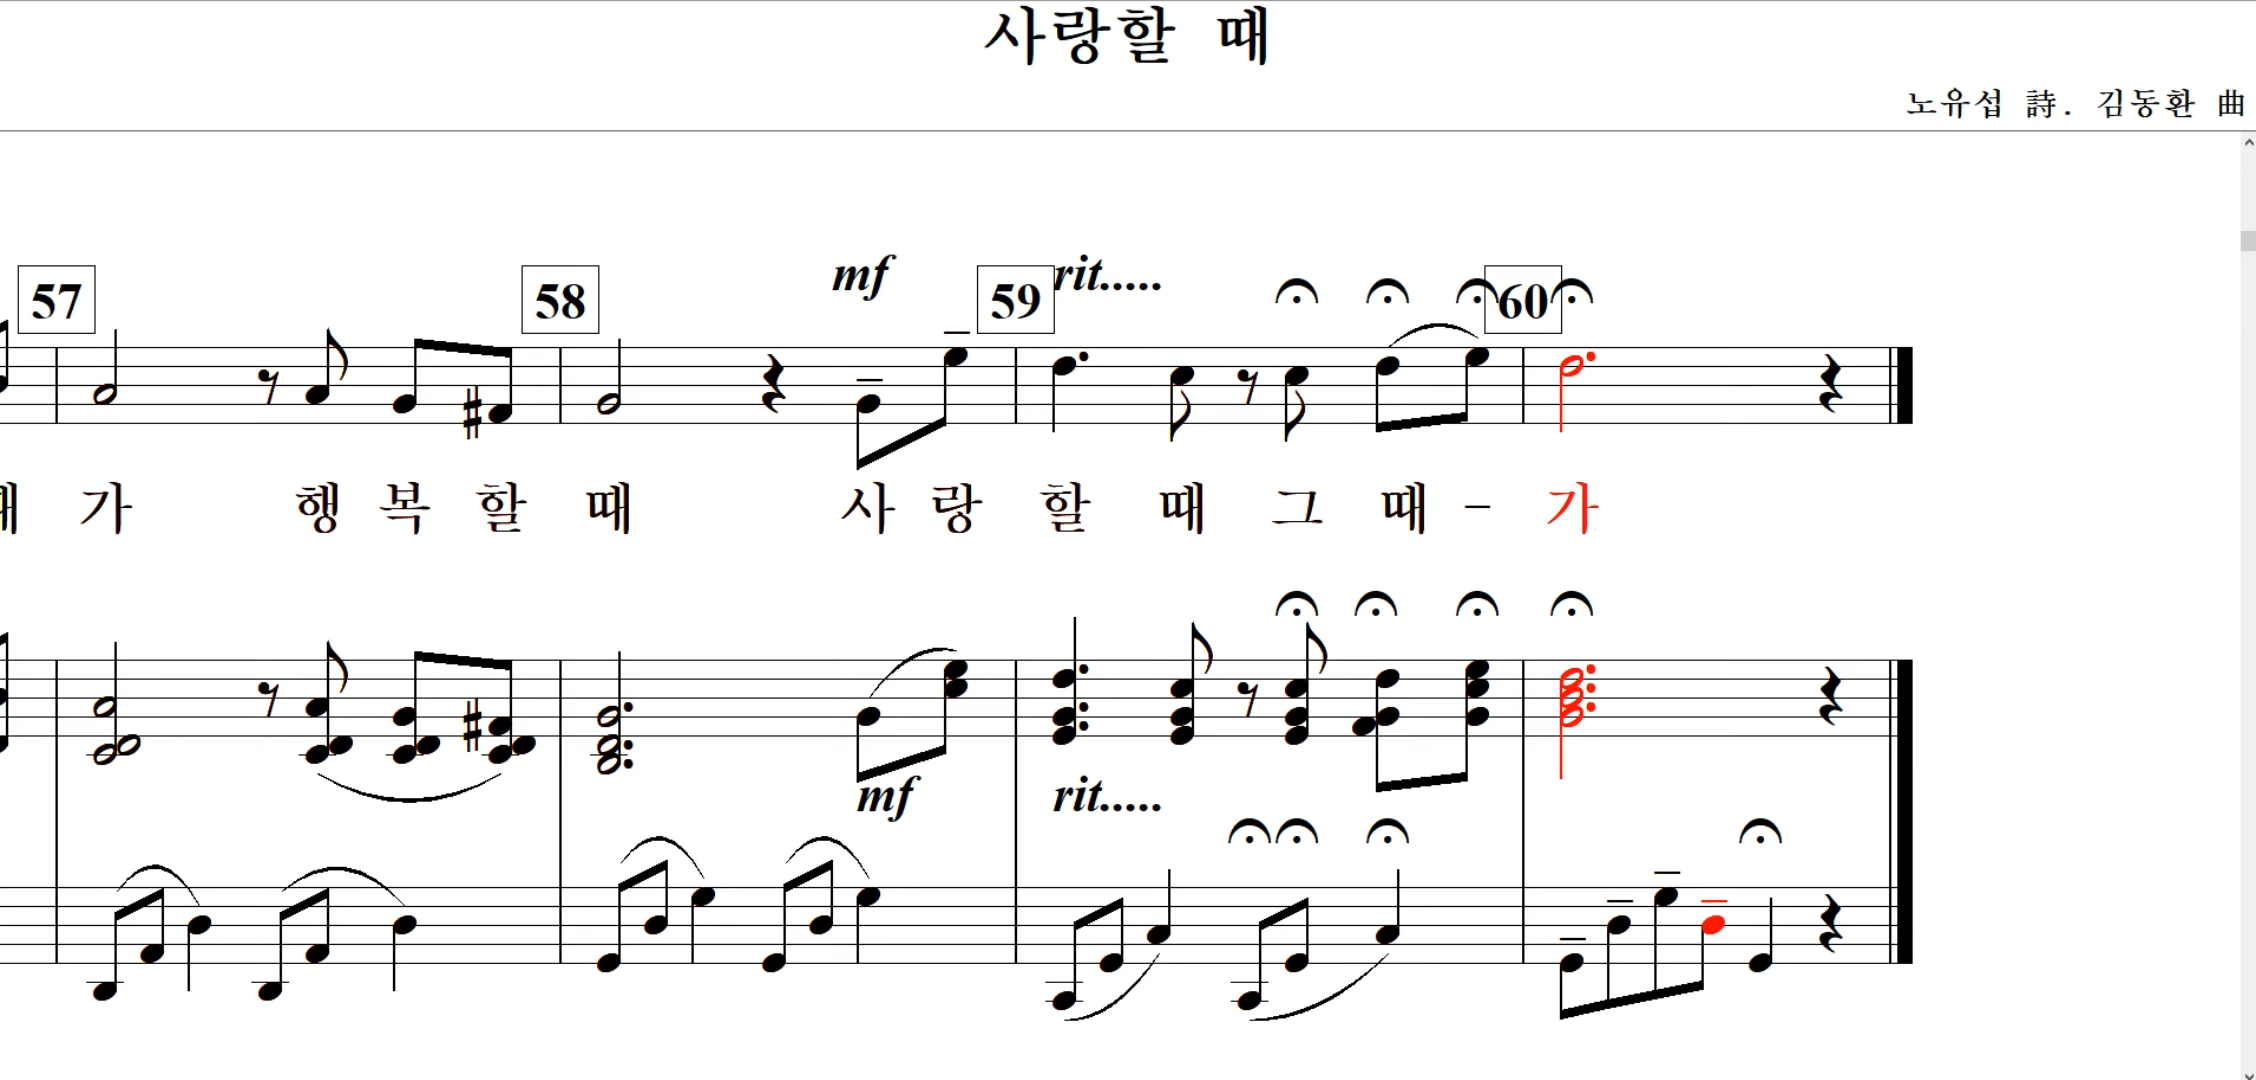 사랑할 때
노유섭 詩. 김동환 曲
57 58 mf 59 rit..... 60
가 행 복 할 때 사 랑 할 때 그 때 - 가
mf rit.....